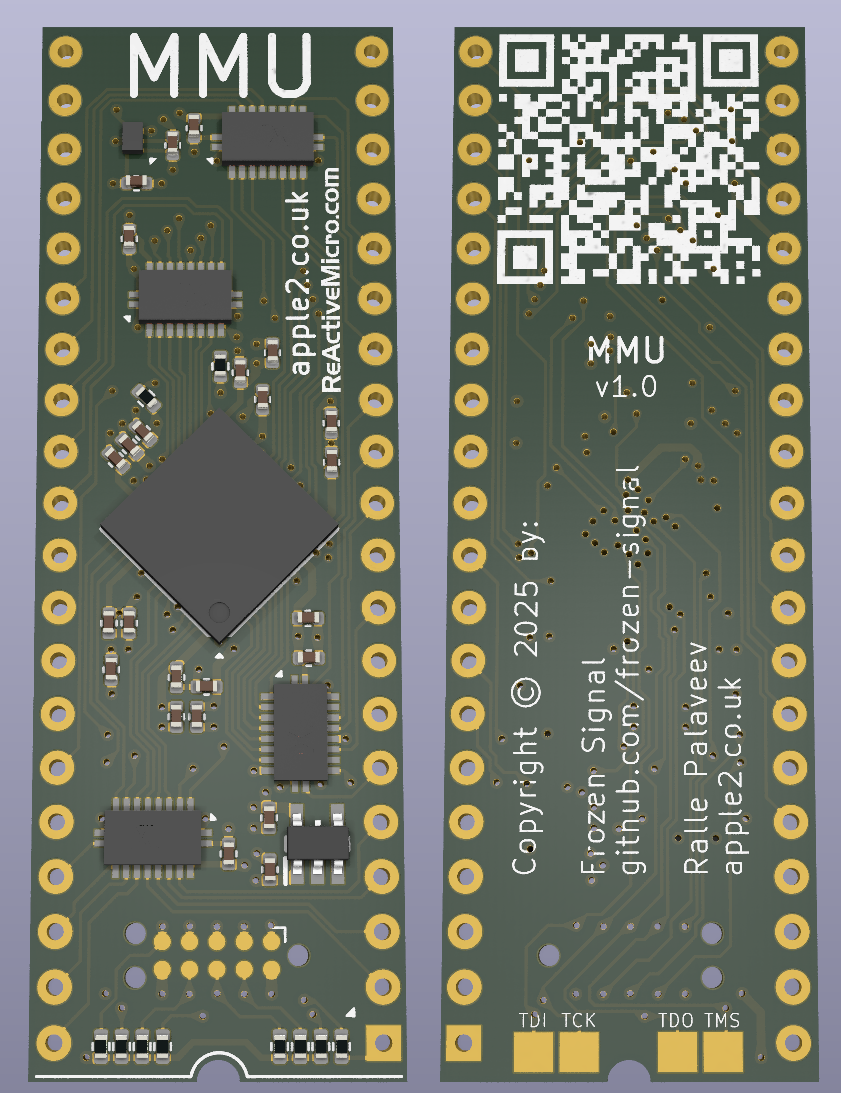 MMU
apple2.co.uk
ReActiveMicro.com
MMU
v1.0
Copyright © 2025 by:
Frozen Signal
github.com/frozen-signal
Ralle Palaveev
apple2.co.uk
TDI TCK TDO TMS